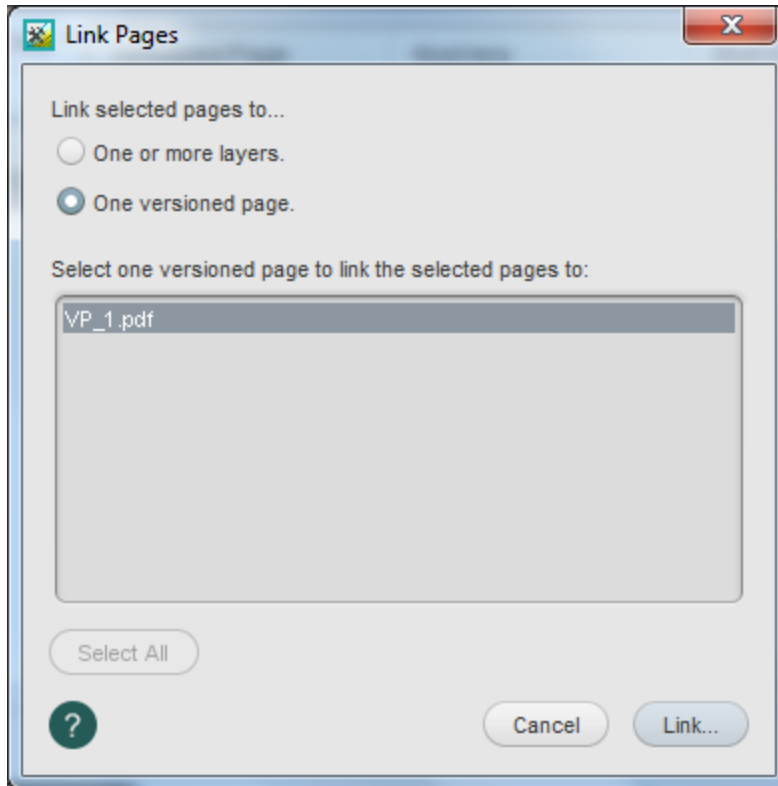 Link Pages
Link selected pages to...
One or more layers.
One versioned page.
Select one versioned page to link the selected pages to:
VP_1.pdf
Select All
?
Cancel
Link...